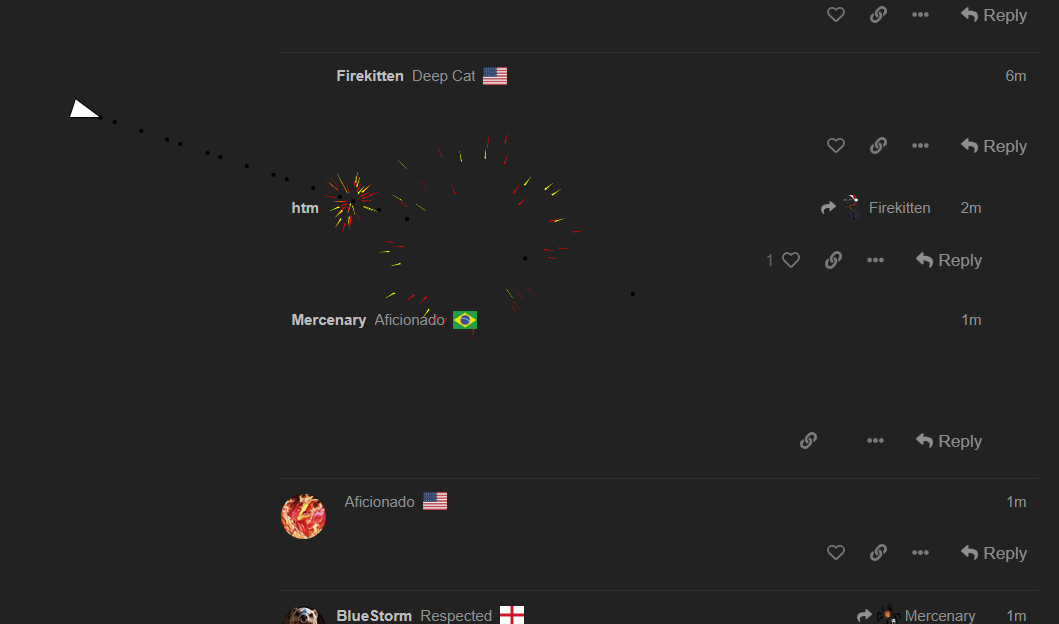 Reply
Firekitten Deep Cat 6m
Reply
htm Firekitten 2m
1 Reply
Mercenary Aficionado 1m
Reply
Aficionado 1m
Reply
BlueStorm Respected Mercenary 1m